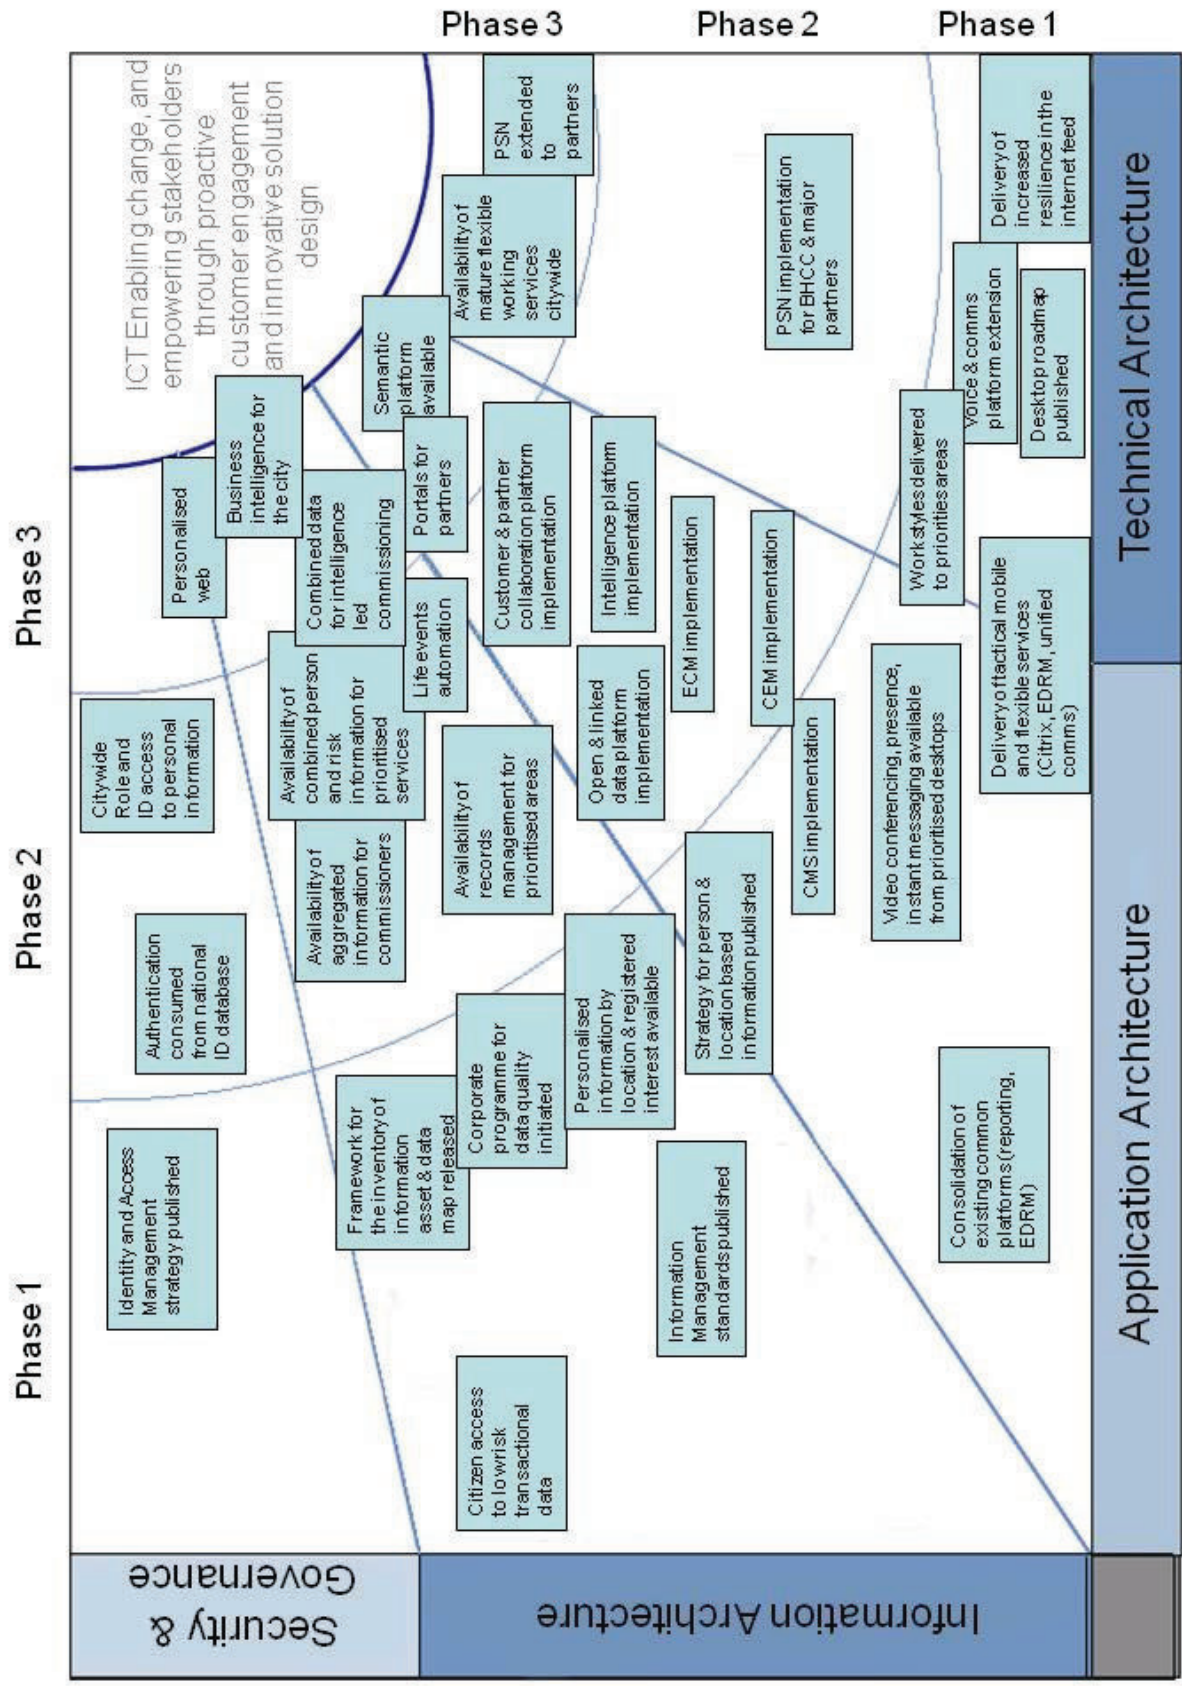 Phase 1
Phase 2
Phase 3
Security &
Governance
Information Architecture
Application Architecture
Technical Architecture
Phase 3
Phase 2
Phase 1
ICT Enabling change, and
empowering stakeholders
through proactive
customer engagement
and innovative solution
design
Identity and Access
Management
strategy published
Authentication
consumed
from national
ID database
Citywide
Role and
ID access
to personal
information
Personalised
web
Business
intelligence for
the city
Framework for
the inventory of
information
asset & data
map released
Availability of
aggregated
information for
commissioners
Availability of
combined person
and risk
information for
prioritised
services
Combined data
for intelligence
led
commissioning
Semantic
platform
available
Citizen access
to low risk
transactional
data
Corporate
programme for
data quality
initiated
Availability of
records
management for
prioritised areas
Life events
automation
Portals for
partners
Availability of
mature flexible
working
services
citywide
PSN
extended
to
partners
Personalised
information by
location & registered
interest available
Open & linked
data platform
implementation
Customer & partner
collaboration platform
implementation
Intelligence platform
implementation
Information
Management
standards published
Strategy for person &
location based
information published
ECM implementation
CEM implementation
CMS implementation
PSN implementation
for BHCC & major
partners
Video conferencing, presence,
instant messaging available
from prioritised desktops
Workstyles delivered
to priorities areas
Voice & comms
platform extension
Delivery of
increased
resilience in the
internet feed
Desktop roadmap
published
Consolidation of
existing common
platforms (reporting,
EDRM)
Delivery of tactical mobile
and flexible services
(Citrix, EDRM, unified
comms)